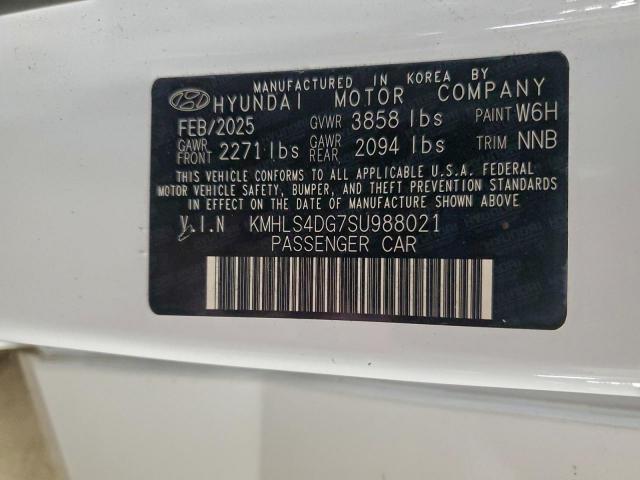 MANUFACTURED IN KOREA BY
HYUNDAI MOTOR COMPANY
FEB/2025 GVWR 3858 lbs PAINT W6H
GAWR FRONT 2271 lbs GAWR REAR 2094 lbs TRIM NNB
THIS VEHICLE CONFORMS TO ALL APPLICABLE U.S.A. FEDERAL
MOTOR VEHICLE SAFETY, BUMPER, AND THEFT PREVENTION STANDARDS
IN EFFECT ON THE DATE OF MANUFACTURE SHOWN ABOVE
V.I.N KMHLS4DG7SU988021
PASSENGER CAR